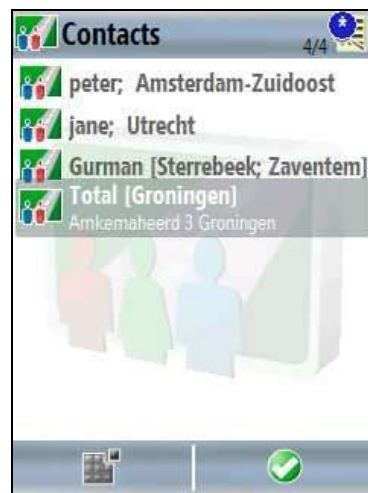 Contacts
4/4
peter; Amsterdam-Zuidoost
jane; Utrecht
Gurman [Sterrebeek; Zaventem]
Total [Groningen]
Amkemaheerd 3 Groningen